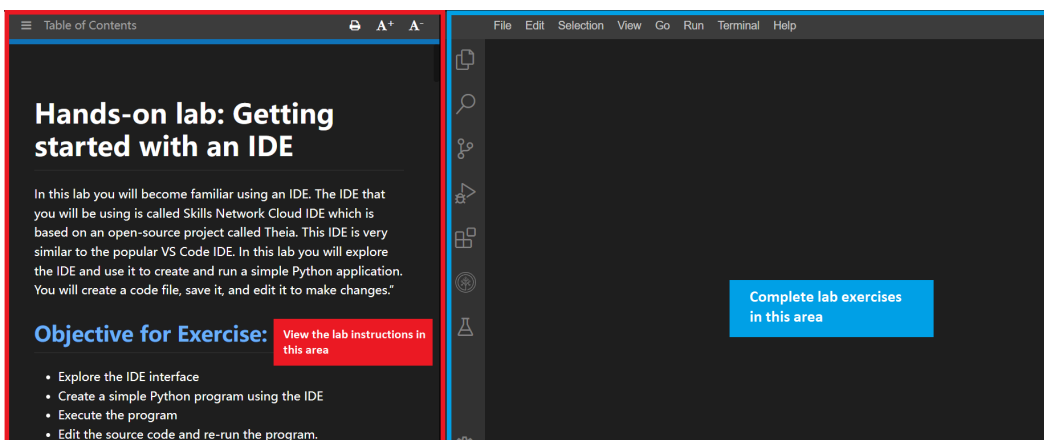 Table of Contents
A+ A-
Hands-on lab: Getting
started with an IDE
In this lab you will become familiar using an IDE. The IDE that
you will be using is called Skills Network Cloud IDE which is
based on an open-source project called Theia. This IDE is very
similar to the popular VS Code IDE. In this lab you will explore
the IDE and use it to create and run a simple Python application.
You will create a code file, save it, and edit it to make changes."
Objective for Exercise:
View the lab instructions in
this area
• Explore the IDE interface
• Create a simple Python program using the IDE
• Execute the program
• Edit the source code and re-run the program.
File Edit Selection View Go Run Terminal Help
Complete lab exercises
in this area